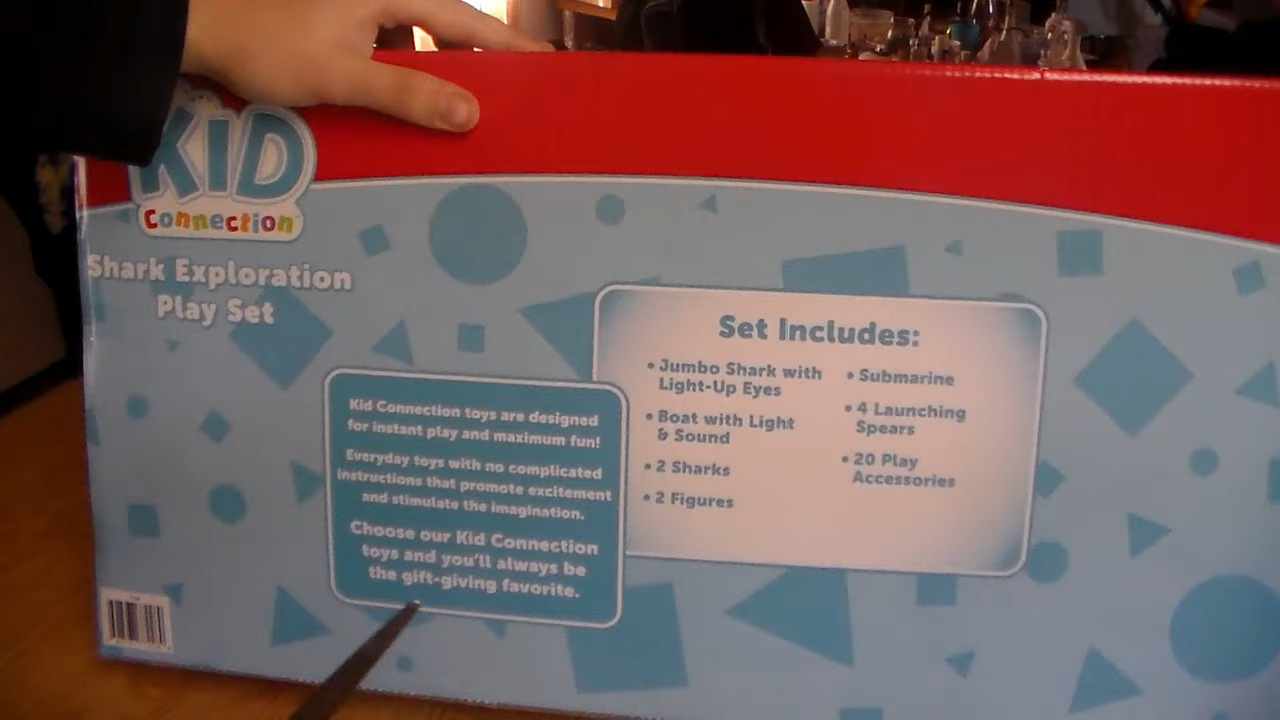 KID
Connection
Shark Exploration
Play Set
Kid Connection toys are designed
for instant play and maximum fun!
Everyday toys with no complicated
instructions that promote excitement
and stimulate the imagination.
Choose our Kid Connection
toys and you'll always be
the gift-giving favorite.
Set Includes:
• Jumbo Shark with
Light-Up Eyes
• Boat with Light
& Sound
• 2 Sharks
• 2 Figures
• Submarine
• 4 Launching
Spears
• 20 Play
Accessories